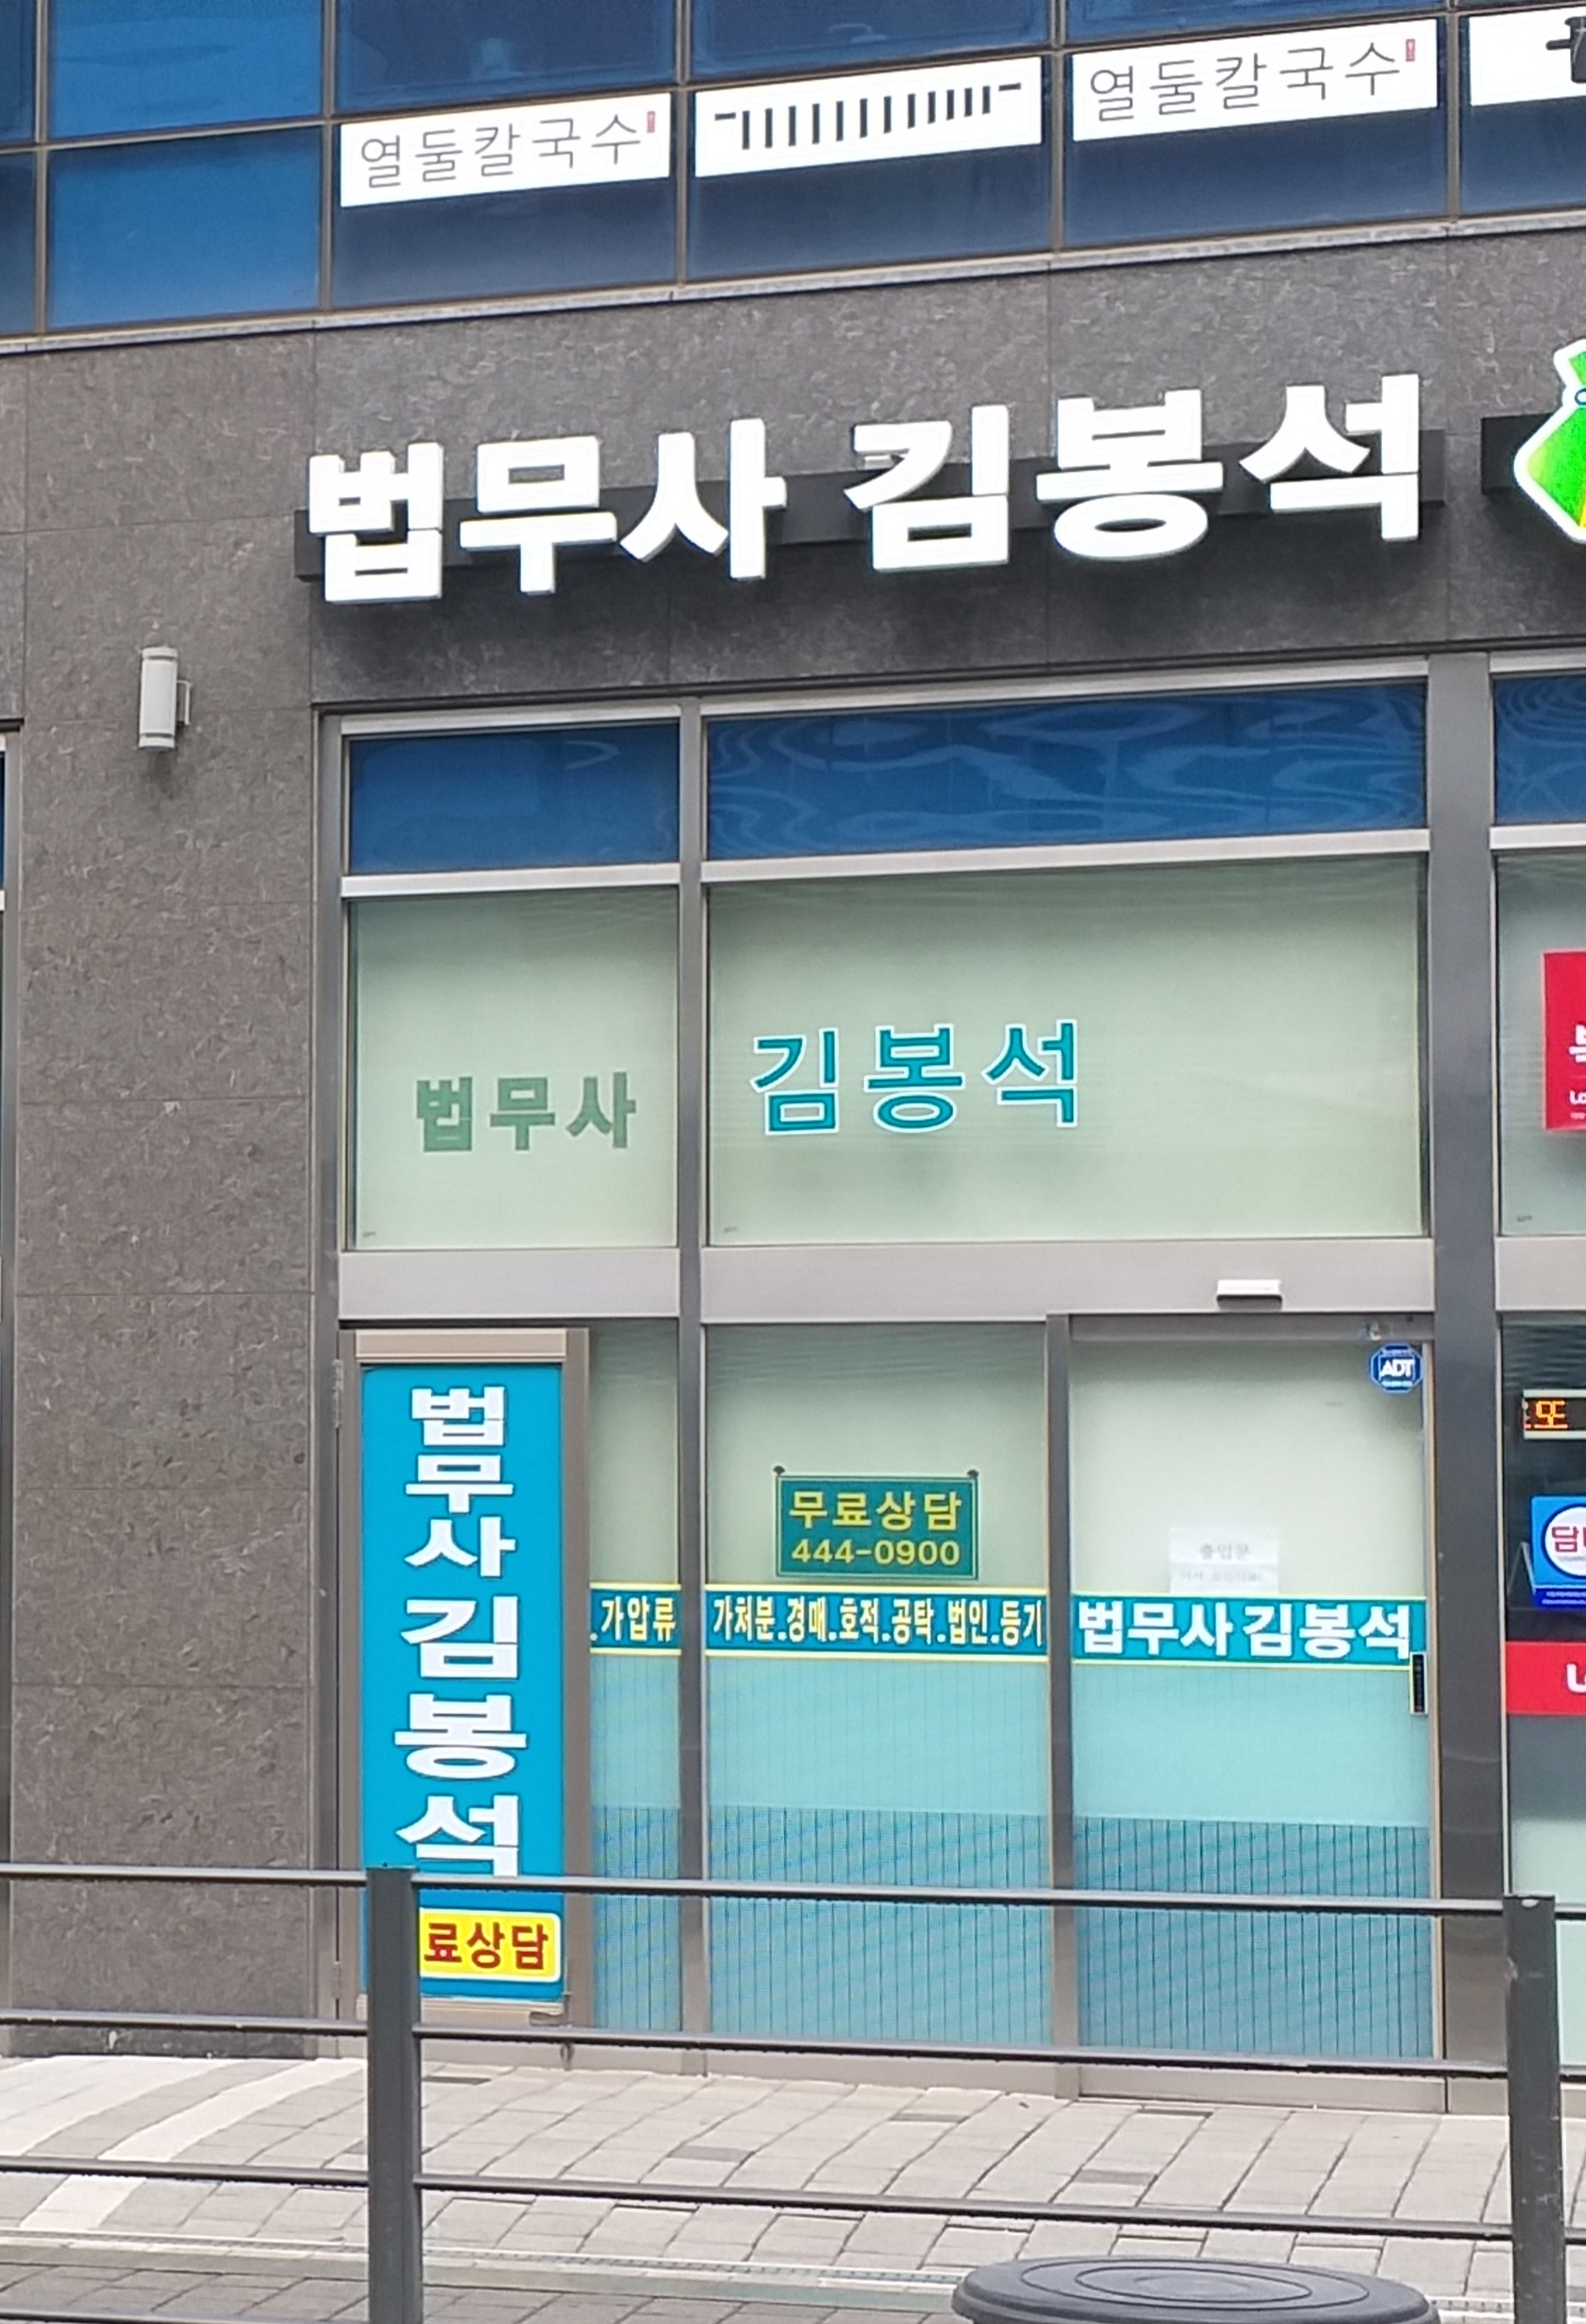 열둘칼국수
열둘칼국수
법무사 김봉석
법무사
김봉석
ADT
법무사 김봉석
무료상담
444-0900
.가압류
가처분.경매.호적.공탁.법인.등기
법무사 김봉석
출입문
료상담